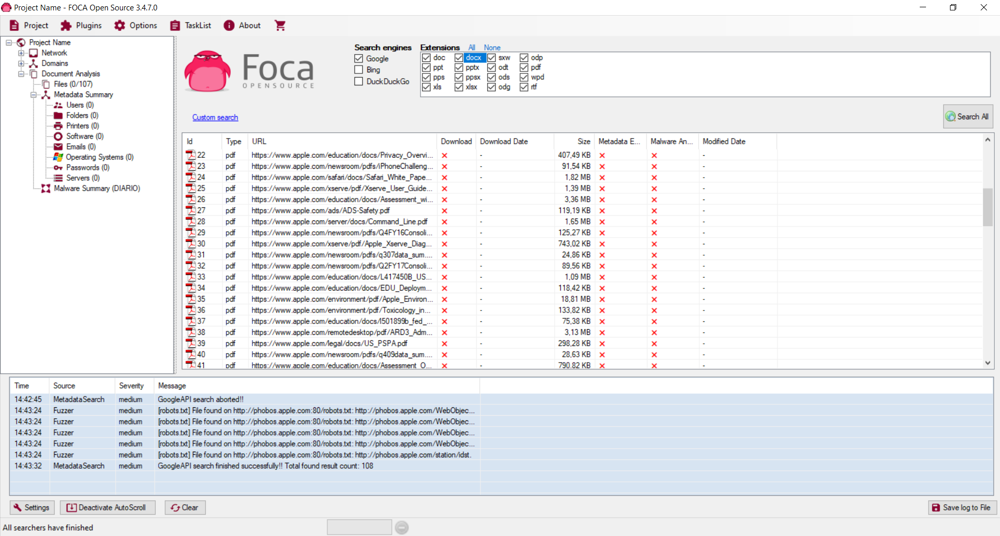 Project Name - FOCA Open Source 3.4.7.0
Project Plugins Options TaskList About
Project Name
Network
Domains
Document Analysis
Files (0/107)
Metadata Summary
Users (0)
Folders (0)
Printers (0)
Software (0)
Emails (0)
Operating Systems (0)
Passwords (0)
Servers (0)
Malware Summary (DIARIO)
Foca
OPENSOURCE
Search engines
Google
Bing
DuckDuckGo
Extensions All None
doc docx sxw odp
ppt pptx odt pdf
pps ppsx ods wpd
xls xlsx odg rtf
Custom search
Search All
Id Type URL Download Download Date Size Metadata E... Malware An... Modified Date
22 pdf https://www.apple.com/education/docs/Privacy_Overvi... - 407,49 KB -
23 pdf https://www.apple.com/newsroom/pdfs/iPhoneChalleng... - 91,54 KB -
24 pdf https://www.apple.com/safari/docs/Safari_White_Pape... - 1,82 MB -
25 pdf https://www.apple.com/xserve/pdf/Xserve_User_Guide... - 1,39 MB -
26 pdf https://www.apple.com/education/docs/Assessment_wi... - 3,36 MB -
27 pdf https://www.apple.com/ads/ADS-Safety.pdf - 119,19 KB -
28 pdf https://www.apple.com/server/docs/Command_Line.pdf - 1,65 MB -
29 pdf https://www.apple.com/newsroom/pdfs/Q4FY16Consoli... - 125,27 KB -
30 pdf https://www.apple.com/xserve/pdf/Apple_Xserve_Diag... - 743,02 KB -
31 pdf https://www.apple.com/newsroom/pdfs/q307data_sum.... - 24,86 KB -
32 pdf https://www.apple.com/newsroom/pdfs/Q2FY17Consoli... - 89,56 KB -
33 pdf https://www.apple.com/education/docs/L417450B_US... - 1,09 MB -
34 pdf https://www.apple.com/education/docs/EDU_Deploym... - 118,42 KB -
35 pdf https://www.apple.com/environment/pdf/Apple_Environ... - 18,81 MB -
36 pdf https://www.apple.com/environment/pdf/Toxicology_in... - 133,82 KB -
37 pdf https://www.apple.com/education/docs/l501899b_fed_... - 75,38 KB -
38 pdf https://www.apple.com/remotedesktop/pdf/ARD3_Adm... - 3,13 MB -
39 pdf https://www.apple.com/legal/docs/US_PSPA.pdf - 298,28 KB -
40 pdf https://www.apple.com/newsroom/pdfs/q409data_sum.... - 28,63 KB -
41 pdf https://www.apple.com/education/docs/Assessment_O... - 790,82 KB -
Time Source Severity Message
14:42:45 MetadataSearch medium GoogleAPI search aborted!!
14:43:24 Fuzzer medium [robots.txt] File found on http://phobos.apple.com:80/robots.txt: http://phobos.apple.com/WebObjec...
14:43:24 Fuzzer medium [robots.txt] File found on http://phobos.apple.com:80/robots.txt: http://phobos.apple.com/WebObjec...
14:43:24 Fuzzer medium [robots.txt] File found on http://phobos.apple.com:80/robots.txt: http://phobos.apple.com/WebObjec...
14:43:24 Fuzzer medium [robots.txt] File found on http://phobos.apple.com:80/robots.txt: http://phobos.apple.com/WebObjec...
14:43:24 Fuzzer medium [robots.txt] File found on http://phobos.apple.com:80/robots.txt: http://phobos.apple.com/station/idst.
14:43:32 MetadataSearch medium GoogleAPI search finished successfully!! Total found result count: 108
Settings Deactivate AutoScroll Clear Save log to File
All searchers have finished